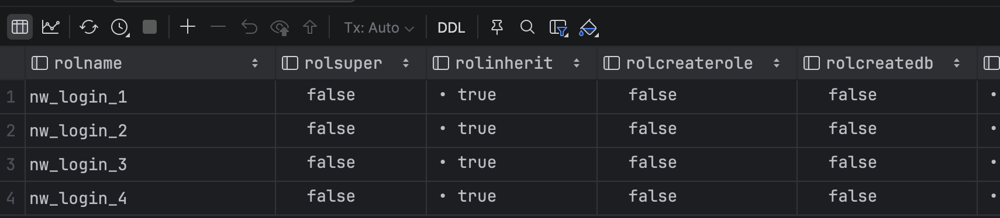 Tx: Auto DDL
rolname rolsuper rolinherit rolcreaterole rolcreatedb
1 nw_login_1 false • true false false •
2 nw_login_2 false • true false false •
3 nw_login_3 false • true false false •
4 nw_login_4 false • true false false •